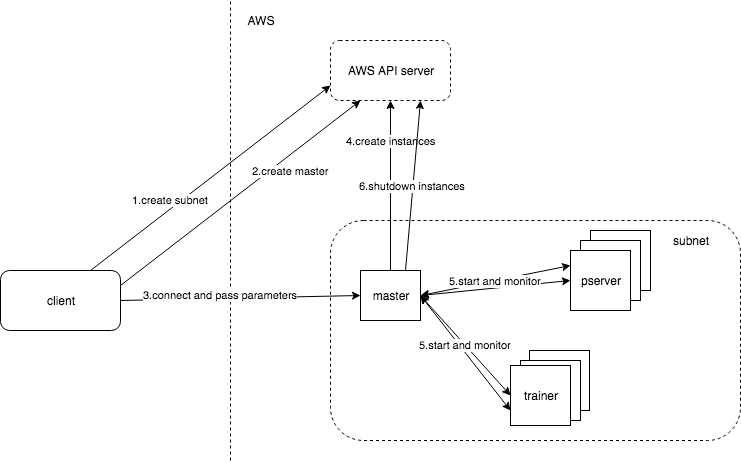 AWS
AWS API server
4.create instances
2.create master
6.shutdown instances
1.create subnet
subnet
client
3.connect and pass parameters
master
5.start and monitor
pserver
5.start and monitor
trainer